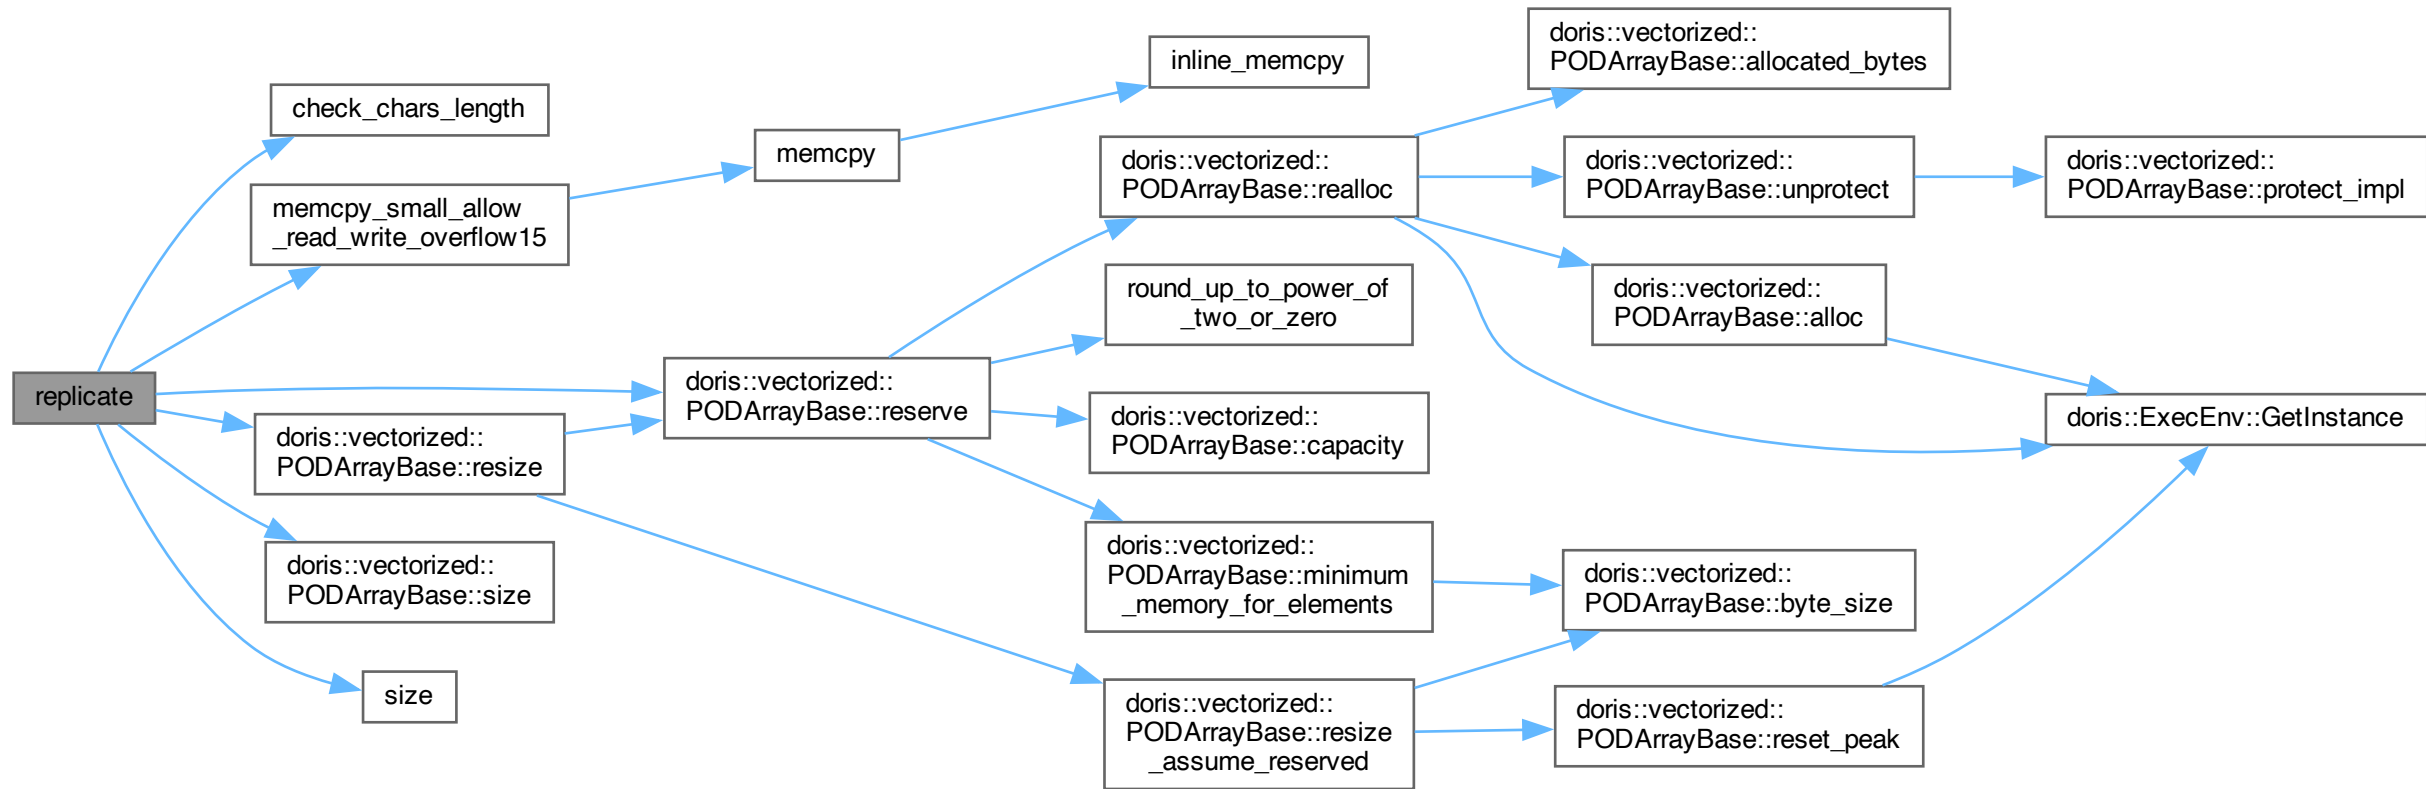 replicate
check_chars_length
memcpy_small_allow
_read_write_overflow15
memcpy
inline_memcpy
doris::vectorized::
PODArrayBase::reserve
doris::vectorized::
PODArrayBase::realloc
doris::vectorized::
PODArrayBase::allocated_bytes
doris::vectorized::
PODArrayBase::unprotect
doris::vectorized::
PODArrayBase::protect_impl
doris::vectorized::
PODArrayBase::alloc
doris::ExecEnv::GetInstance
round_up_to_power_of
_two_or_zero
doris::vectorized::
PODArrayBase::capacity
doris::vectorized::
PODArrayBase::minimum
_memory_for_elements
doris::vectorized::
PODArrayBase::byte_size
doris::vectorized::
PODArrayBase::resize
doris::vectorized::
PODArrayBase::resize
_assume_reserved
doris::vectorized::
PODArrayBase::reset_peak
doris::vectorized::
PODArrayBase::size
size